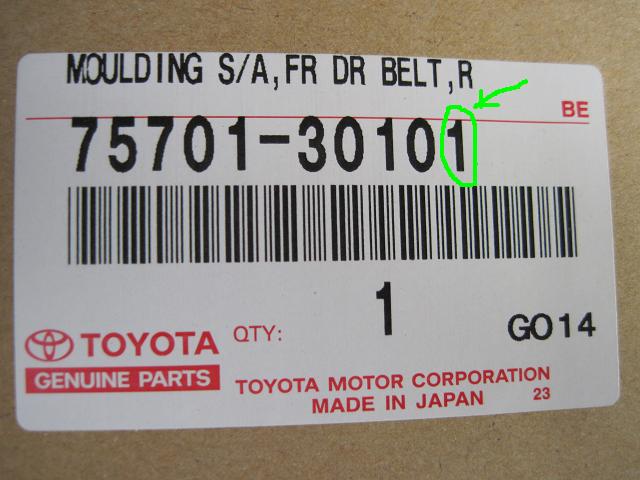 MOULDING S/A,FR DR BELT,R
BE
75701-30101
QTY: 1
GO14
TOYOTA
GENUINE PARTS
TOYOTA MOTOR CORPORATION
MADE IN JAPAN 23